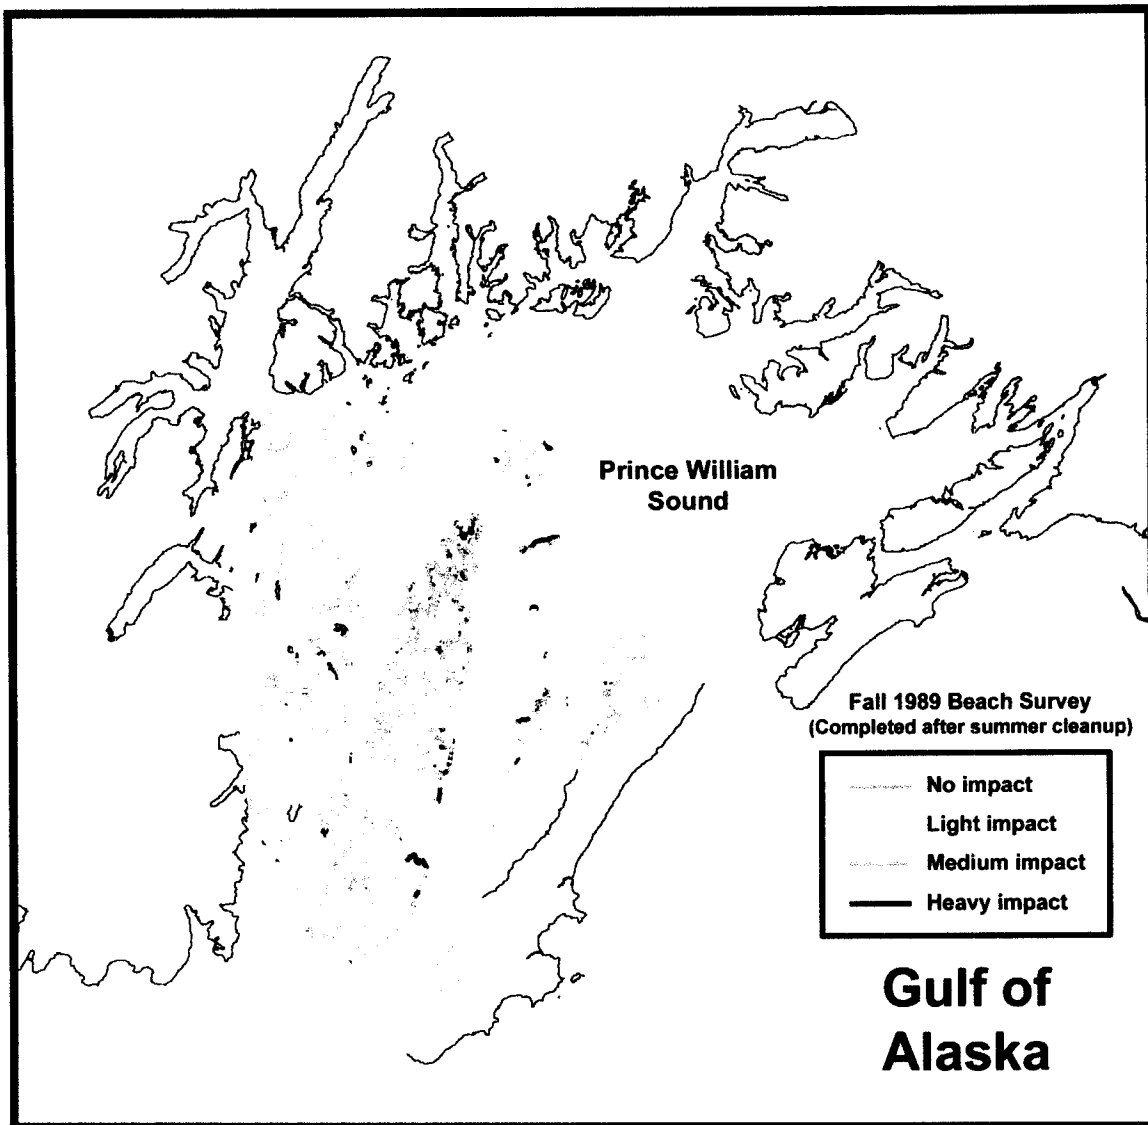 Prince William
Sound
Fall 1989 Beach Survey
(Completed after summer cleanup)
No impact
Light impact
Medium impact
Heavy impact
Gulf of
Alaska